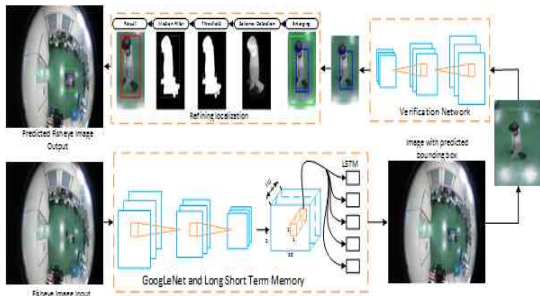 Result
Median Filter
Threshold
Salience Detection
Enlarging
Refining localization
Verification Network
Predicted Fisheye Image
Output
Image with predicted
bounding box
LSTM
GoogLeNet and Long Short Term Memory
Fisheye Image Input